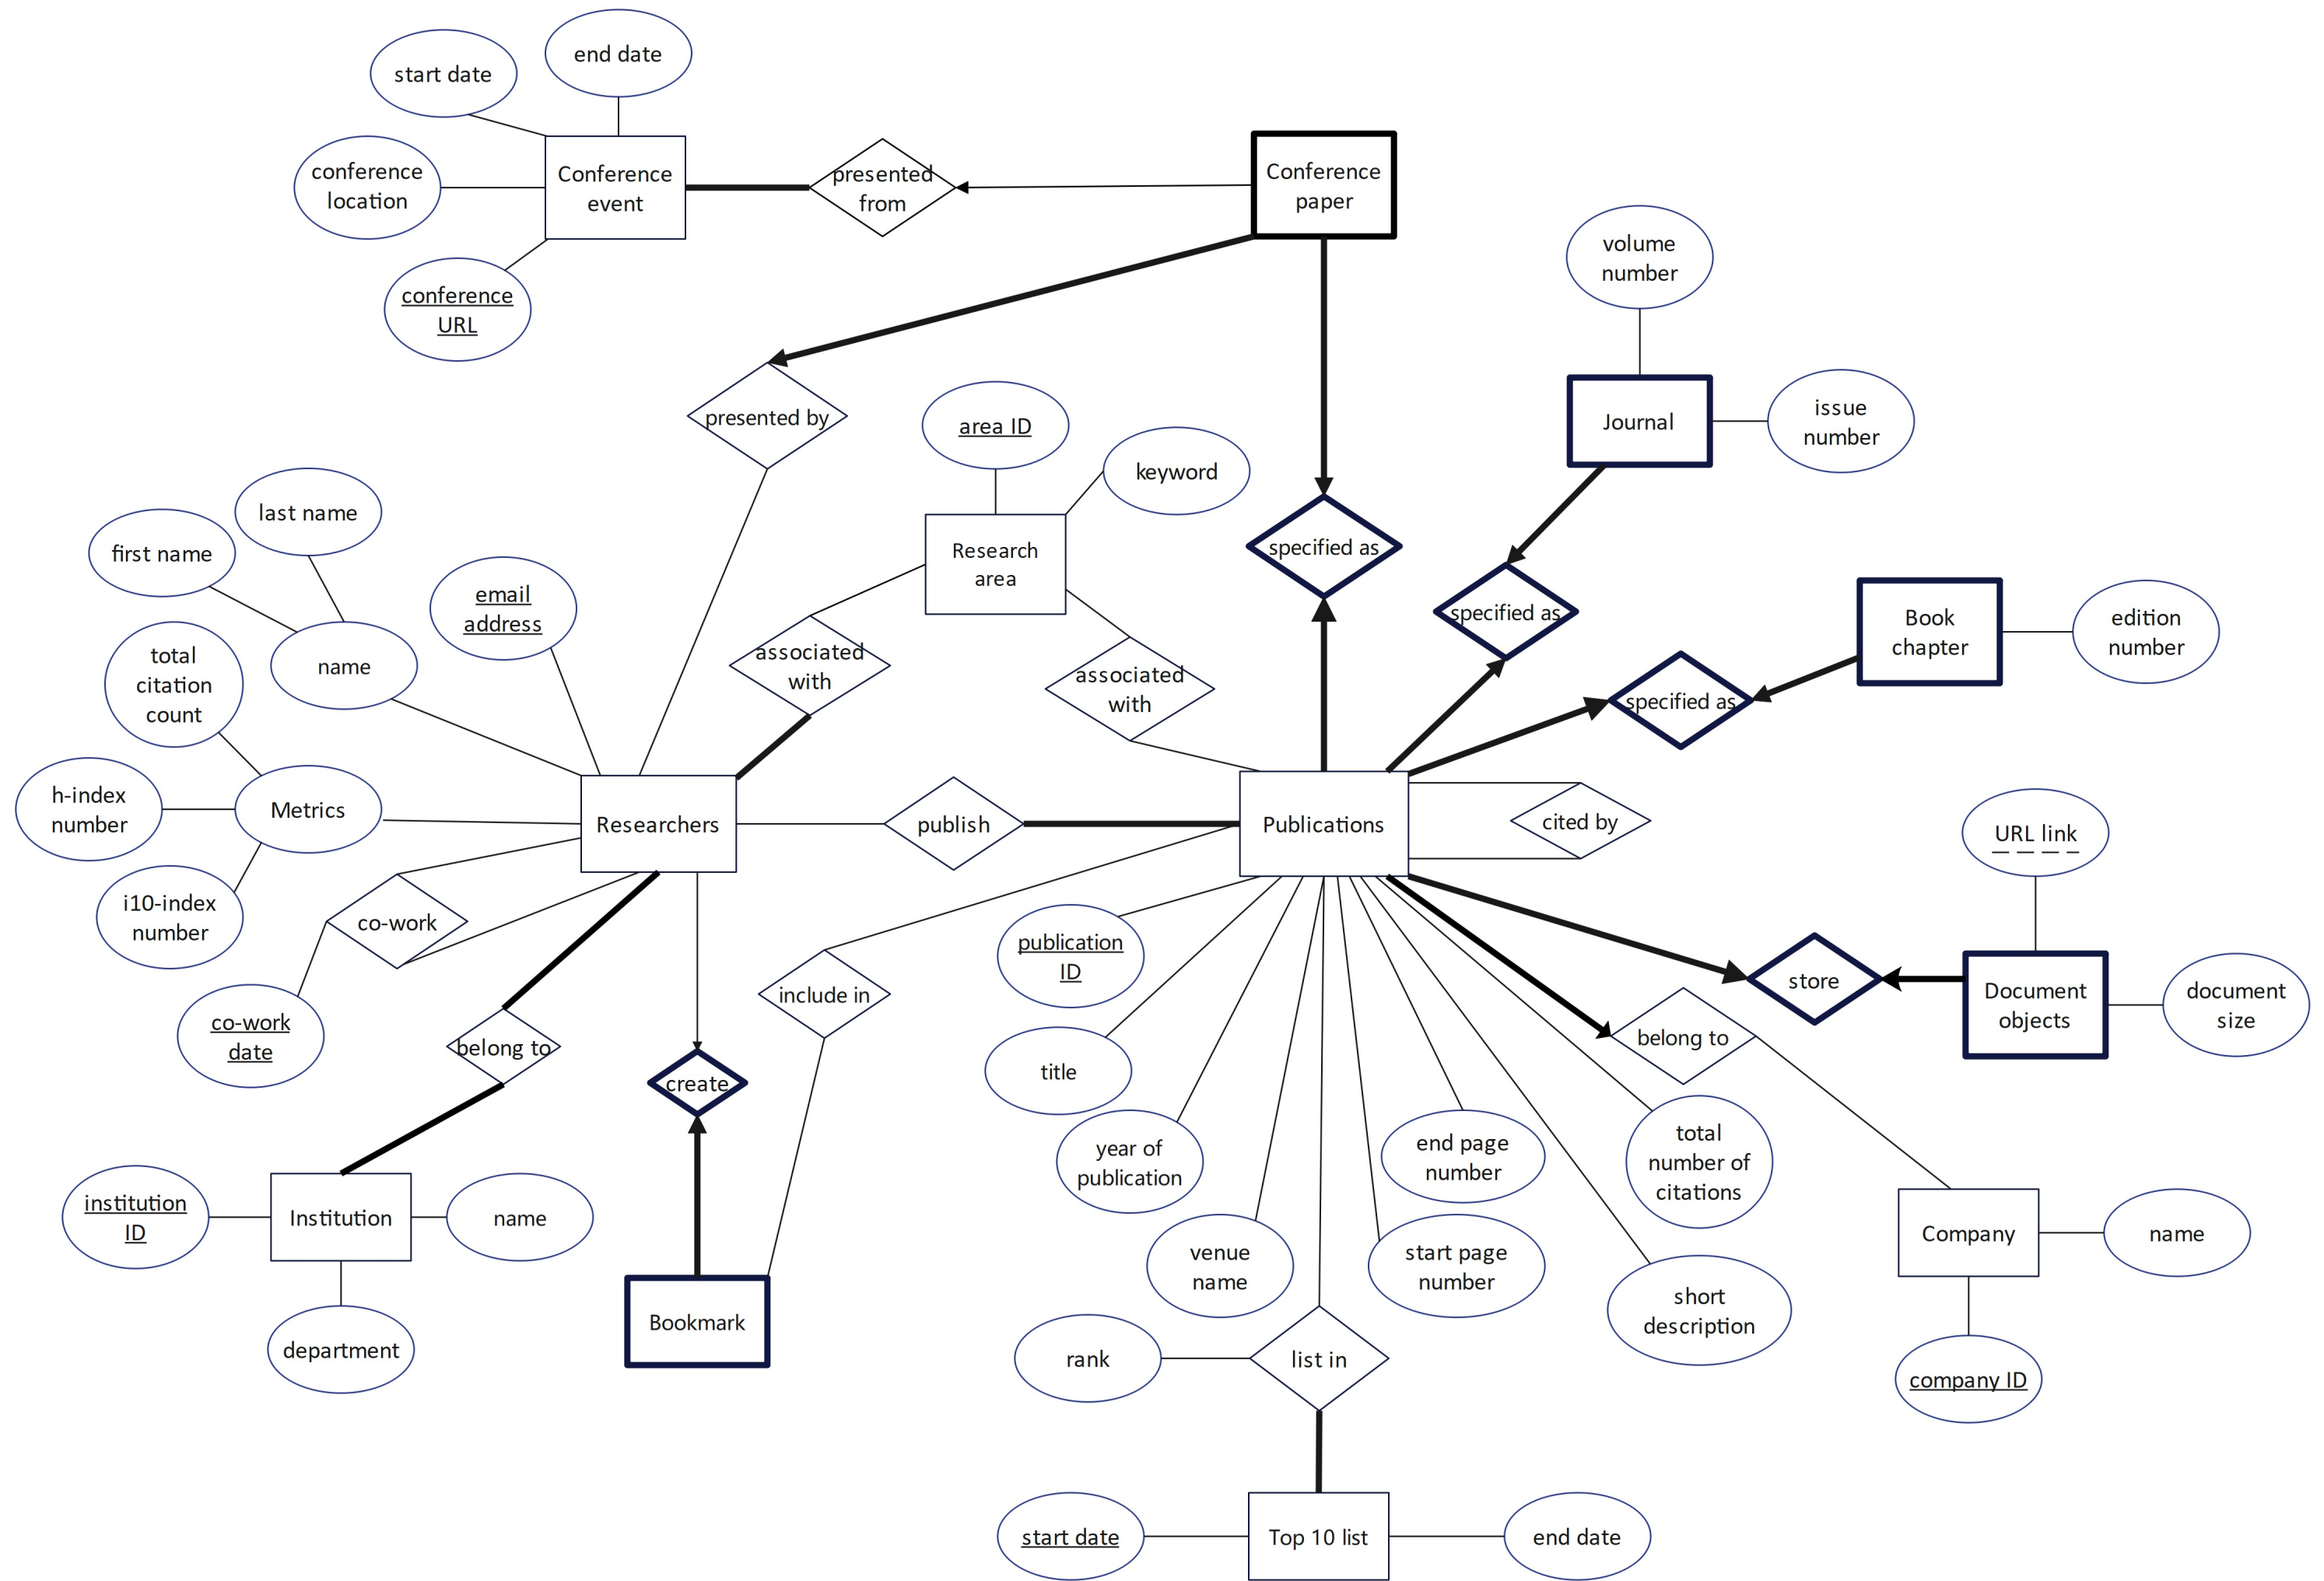 end date
start date
conference
location
Conference
event
presented
from
Conference
paper
conference
URL
volume
number
Journal
issue
number
presented by
area ID
keyword
Research
area
last name
first name
email
address
name
total
citation
count
associated
with
associated
with
specified as
specified as
specified as
Book
chapter
edition
number
h-index
number
Metrics
i10-index
number
Researchers
publish
Publications
cited by
URL link
co-work
co-work
date
belong to
create
include in
publication
ID
title
year of
publication
venue
name
end page
number
start page
number
total
number of
citations
short
description
store
belong to
Document
objects
document
size
institution
ID
Institution
name
department
Bookmark
Company
name
company ID
rank
list in
start date
Top 10 list
end date